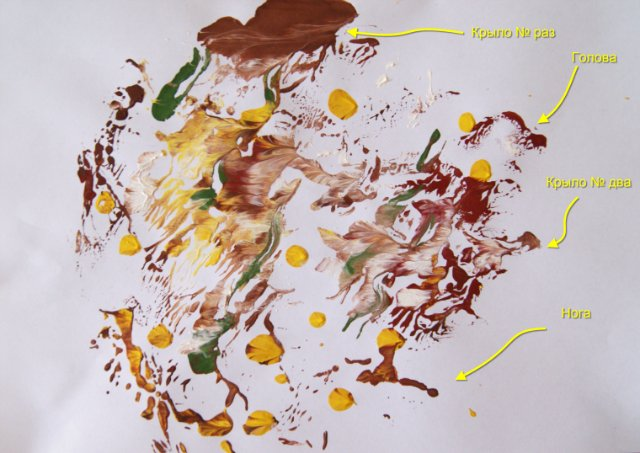 Крыло № раз
Голова
Крыло № два
Нога